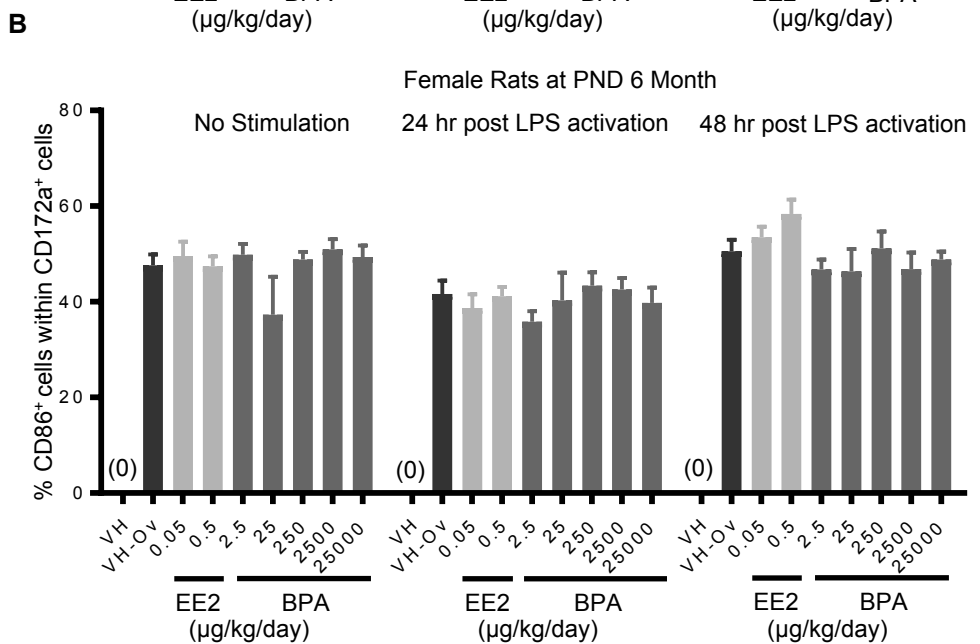 (µg/kg/day) (µg/kg/day) (µg/kg/day)
B
Female Rats at PND 6 Month
No Stimulation 24 hr post LPS activation 48 hr post LPS activation
% CD86⁺ cells within CD172a⁺ cells
80
60
40
20
0
(0) (0) (0)
VH VH-Ov 0.05 0.5 2.5 25 250 2500 25000 VH VH-Ov 0.05 0.5 2.5 25 250 2500 25000 VH VH-Ov 0.05 0.5 2.5 25 250 2500 25000
EE2 BPA EE2 BPA EE2 BPA
(µg/kg/day) (µg/kg/day) (µg/kg/day)